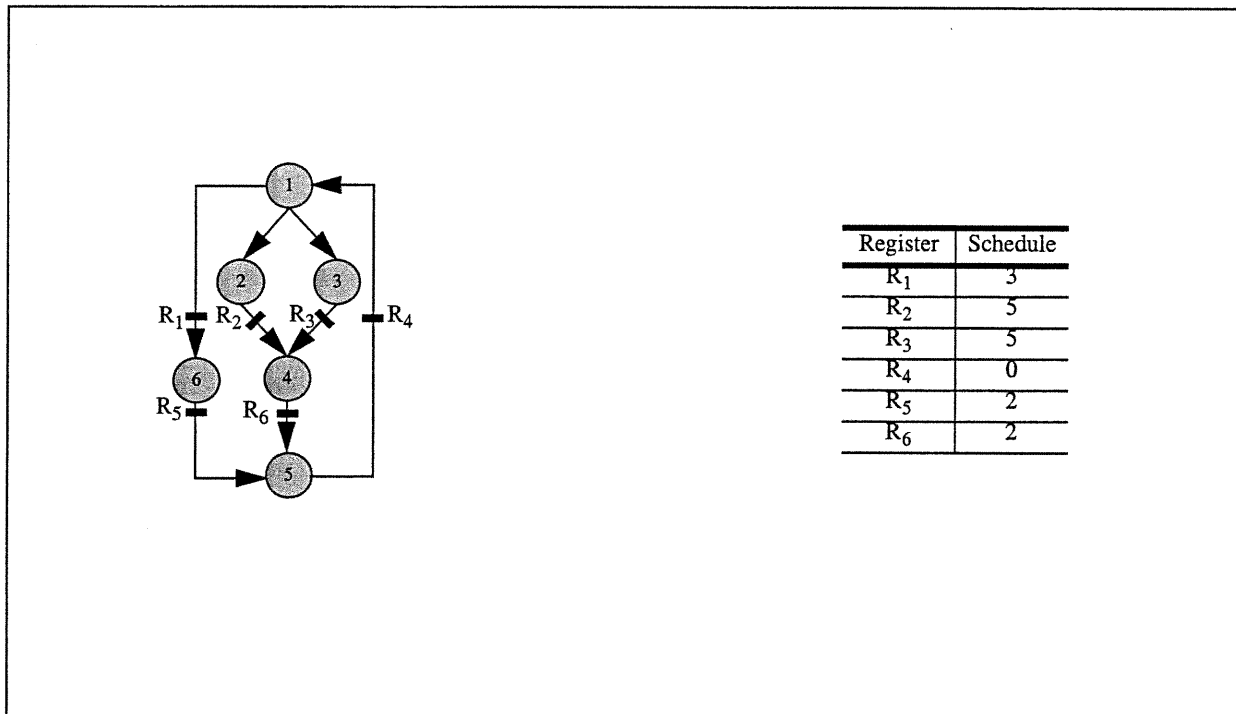 1
2
3
R₁
R₂
R₃
R₄
6
4
R₅
R₆
5
Register Schedule
R₁ 3
R₂ 5
R₃ 5
R₄ 0
R₅ 2
R₆ 2